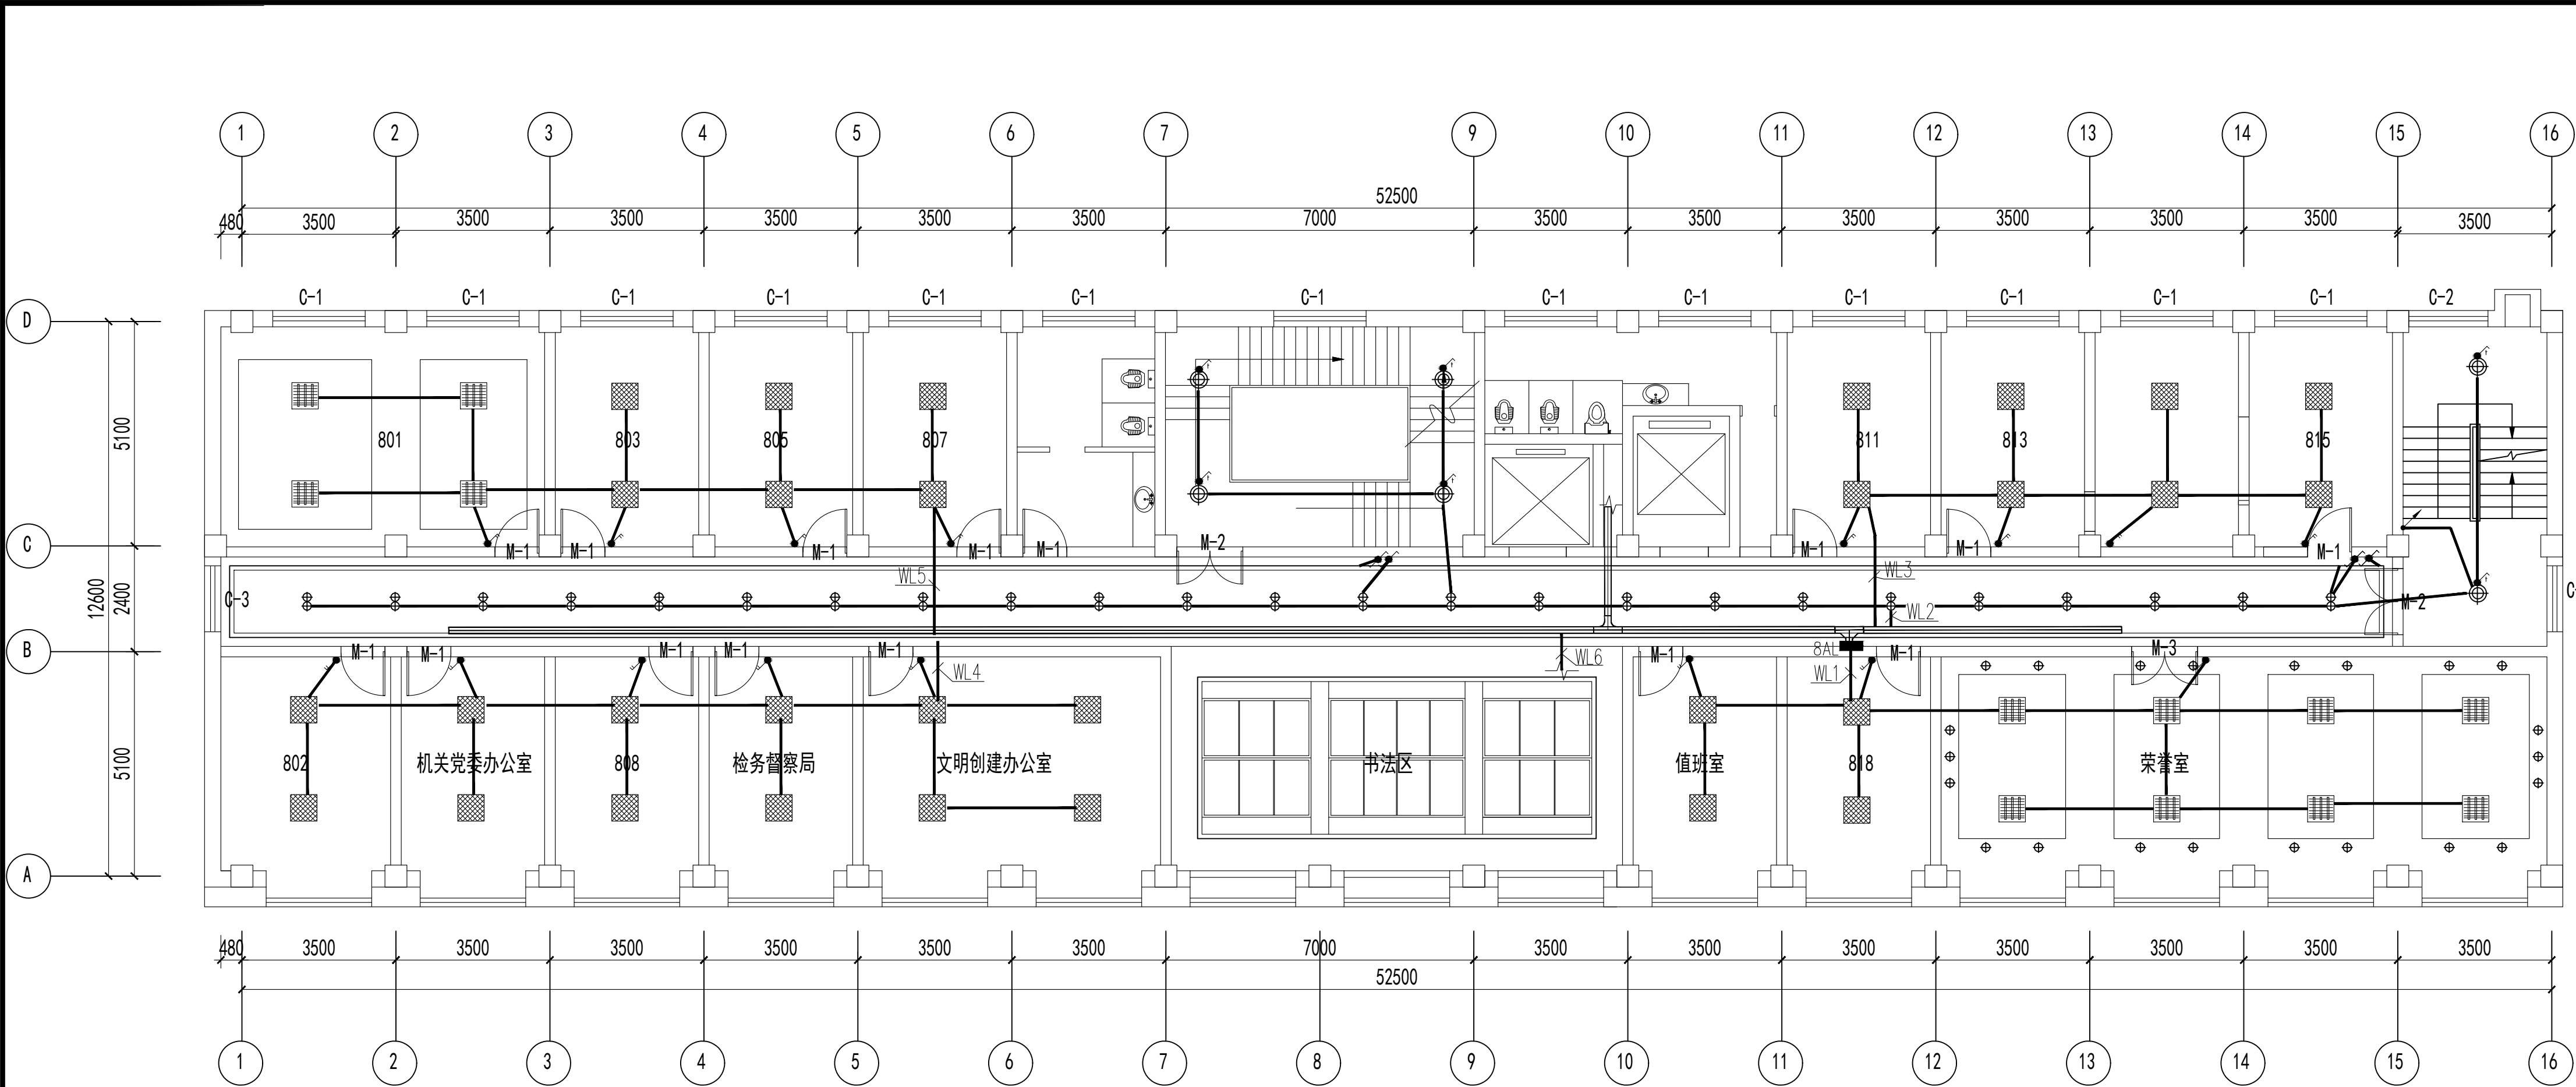 1 2 3 4 5 6 7 9 10 11 12 13 14 15 16
52500
480 3500 3500 3500 3500 3500 3500 7000 3500 3500 3500 3500 3500 3500 3500
C-1 C-1 C-1 C-1 C-1 C-1 C-1 C-1 C-1 C-1 C-1 C-1 C-1 C-2
D
5100
801 803 805 807 811 813 815
C
M-1 M-1 M-1 M-1 M-1 M-2 M-1 M-1 M-1
WL5 WL3
12600 2400
C-3 WL2 M-2
B
M-1 M-1 M-1 M-1 M-1 WL6 M-1 8AL M-1 M-3
WL4 WL1
5100
802 机关党委办公室 808 检务督察局 文明创建办公室 书法区 值班室 818 荣誉室
A
480 3500 3500 3500 3500 3500 3500 7000 3500 3500 3500 3500 3500 3500 3500
52500
1 2 3 4 5 6 7 8 9 10 11 12 13 14 15 16